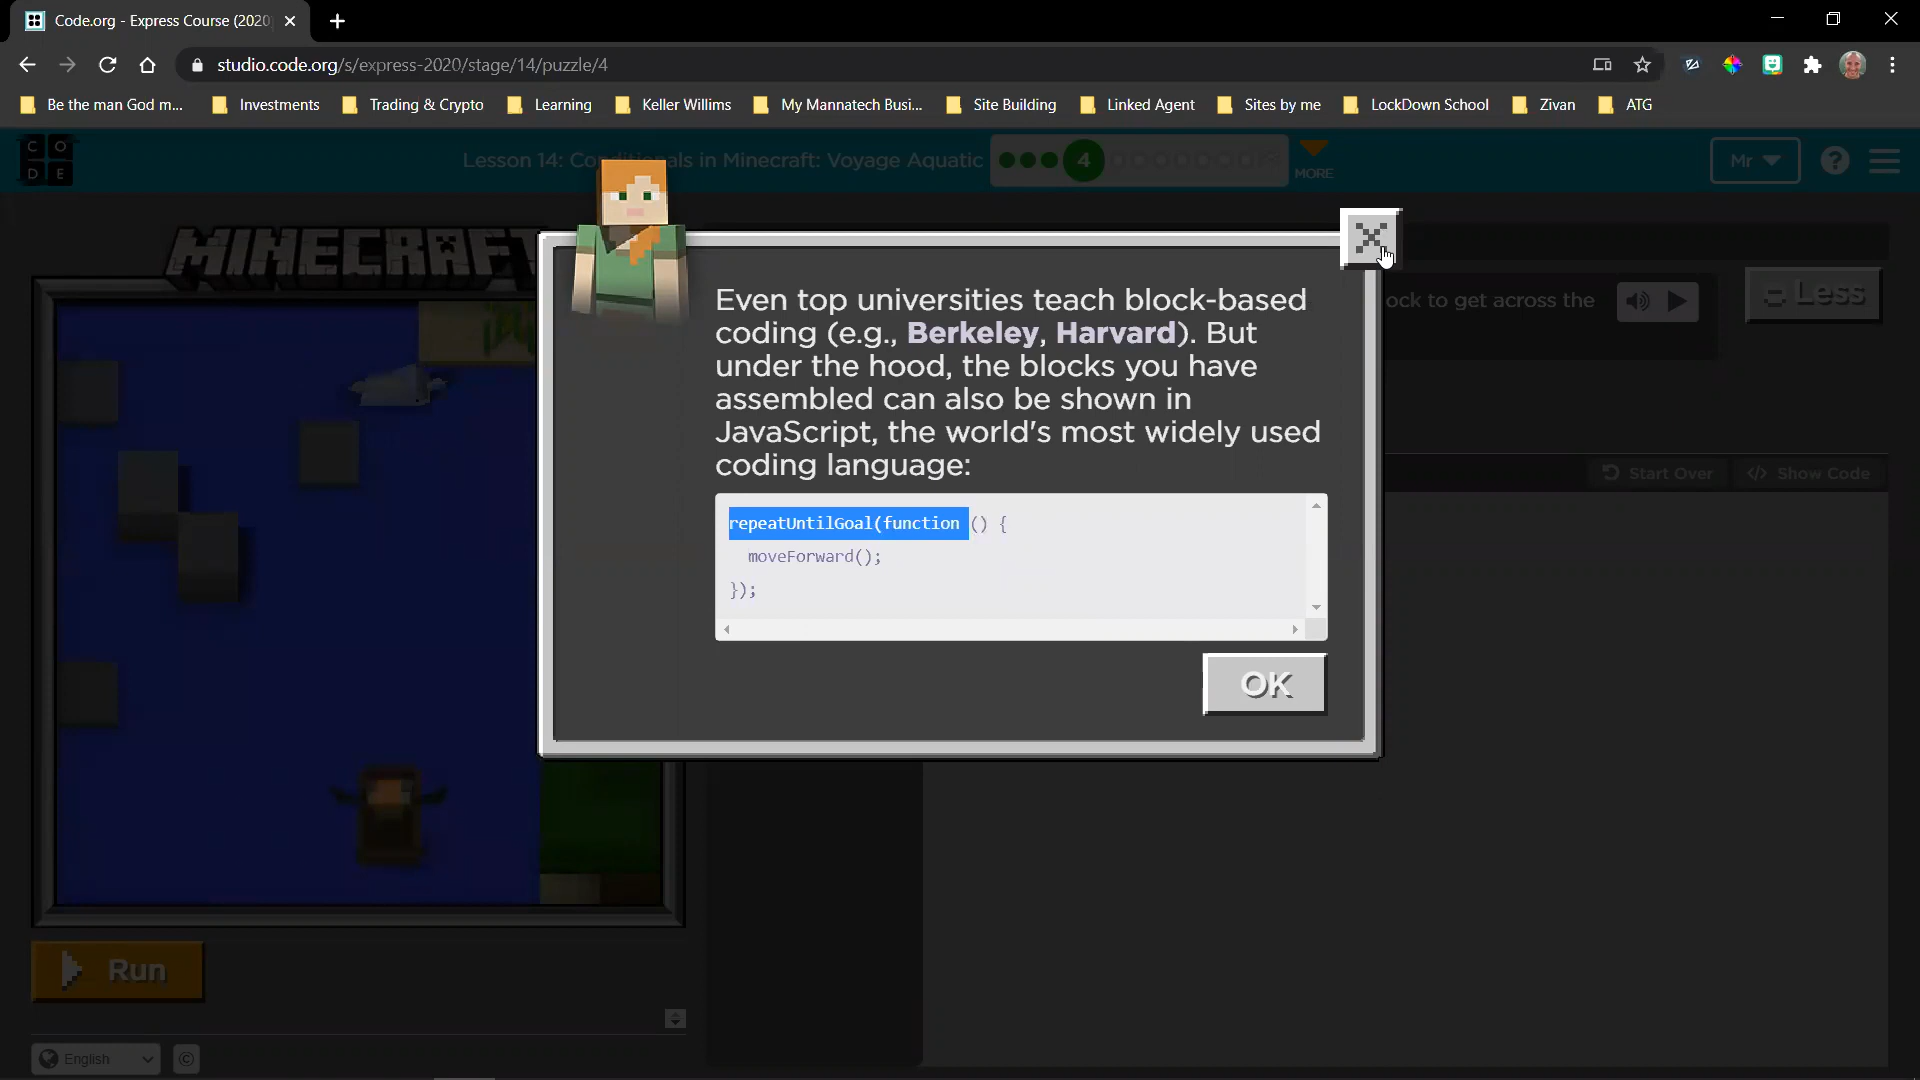 Code.org - Express Course (2020)
studio.code.org/s/express-2020/stage/14/puzzle/4
Be the man God m...
Investments
Trading & Crypto
Learning
Keller Willims
My Mannatech Busi...
Site Building
Linked Agent
Sites by me
LockDown School
Zivan
ATG
C O
D E
Lesson 14: Conditionals in Minecraft: Voyage Aquatic
4
MORE
Mr
?
MINECRAFT
Even top universities teach block-based
coding (e.g., Berkeley, Harvard). But
under the hood, the blocks you have
assembled can also be shown in
JavaScript, the world's most widely used
coding language:
repeatUntilGoal(function () {
moveForward();
});
OK
ock to get across the
Less
Start Over
</> Show Code
Run
English
©